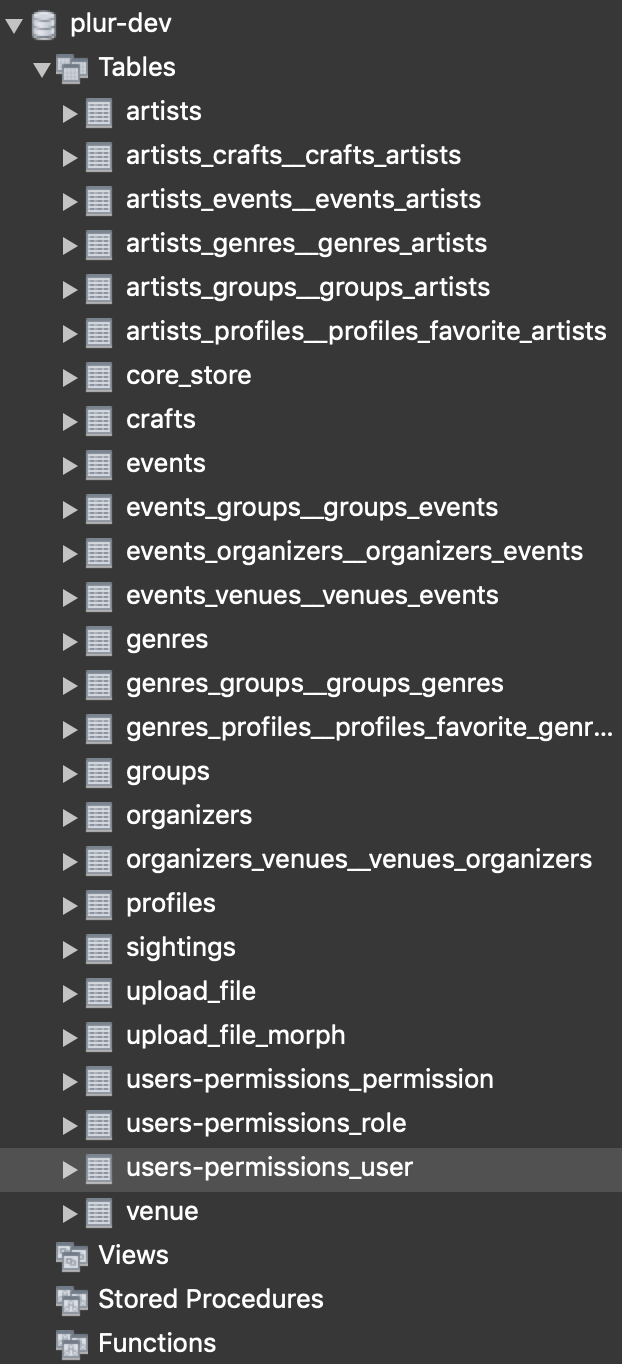 plur-dev
Tables
artists
artists_crafts__crafts_artists
artists_events__events_artists
artists_genres__genres_artists
artists_groups__groups_artists
artists_profiles__profiles_favorite_artists
core_store
crafts
events
events_groups__groups_events
events_organizers__organizers_events
events_venues__venues_events
genres
genres_groups__groups_genres
genres_profiles__profiles_favorite_genr...
groups
organizers
organizers_venues__venues_organizers
profiles
sightings
upload_file
upload_file_morph
users-permissions_permission
users-permissions_role
users-permissions_user
venue
Views
Stored Procedures
Functions